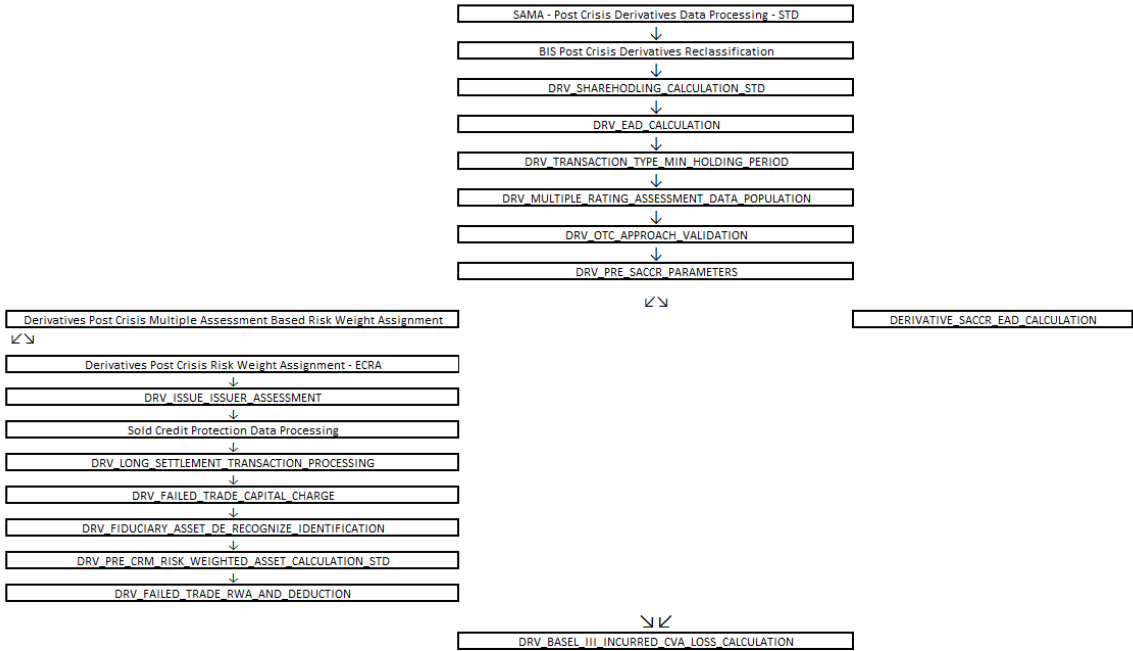 SAMA - Post Crisis Derivatives Data Processing - STD
BIS Post Crisis Derivatives Reclassification
DRV_SHAREHODLING_CALCULATION_STD
DRV_EAD_CALCULATION
DRV_TRANSACTION_TYPE_MIN_HOLDING_PERIOD
DRV_MULTIPLE_RATING_ASSESSMENT_DATA_POPULATION
DRV_OTC_APPROACH_VALIDATION
DRV_PRE_SACCR_PARAMETERS
Derivatives Post Crisis Multiple Assessment Based Risk Weight Assignment
DERIVATIVE_SACCR_EAD_CALCULATION
Derivatives Post Crisis Risk Weight Assignment - ECRA
DRV_ISSUE_ISSUER_ASSESSMENT
Sold Credit Protection Data Processing
DRV_LONG_SETTLEMENT_TRANSACTION_PROCESSING
DRV_FAILED_TRADE_CAPITAL_CHARGE
DRV_FIDUCIARY_ASSET_DE_RECOGNIZE_IDENTIFICATION
DRV_PRE_CRM_RISK_WEIGHTED_ASSET_CALCULATION_STD
DRV_FAILED_TRADE_RWA_AND_DEDUCTION
DRV_BASEL_III_INCURRED_CVA_LOSS_CALCULATION